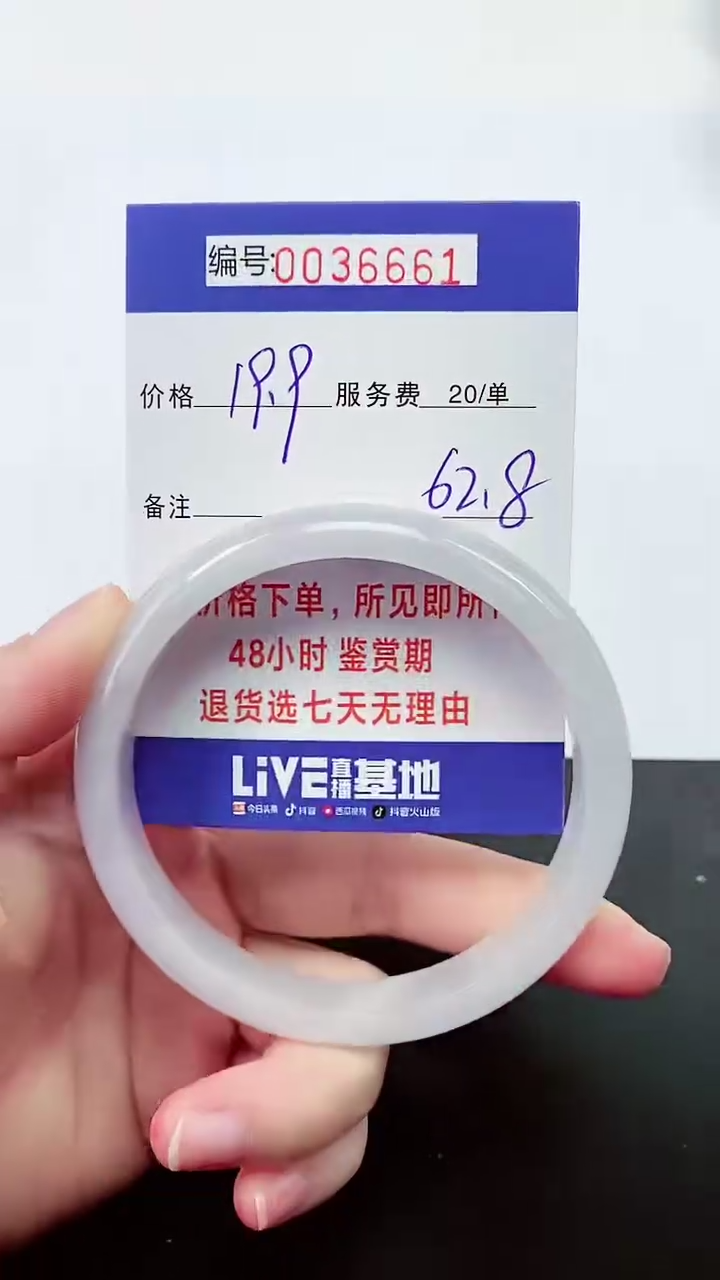 编号:0036661
价格 19.9 服务费 20/单
备注 62.8
价格下单，所见即所
48小时 鉴赏期
退货选七天无理由
LiVE直播基地
今日头条 抖音 西瓜视频 抖音火山版